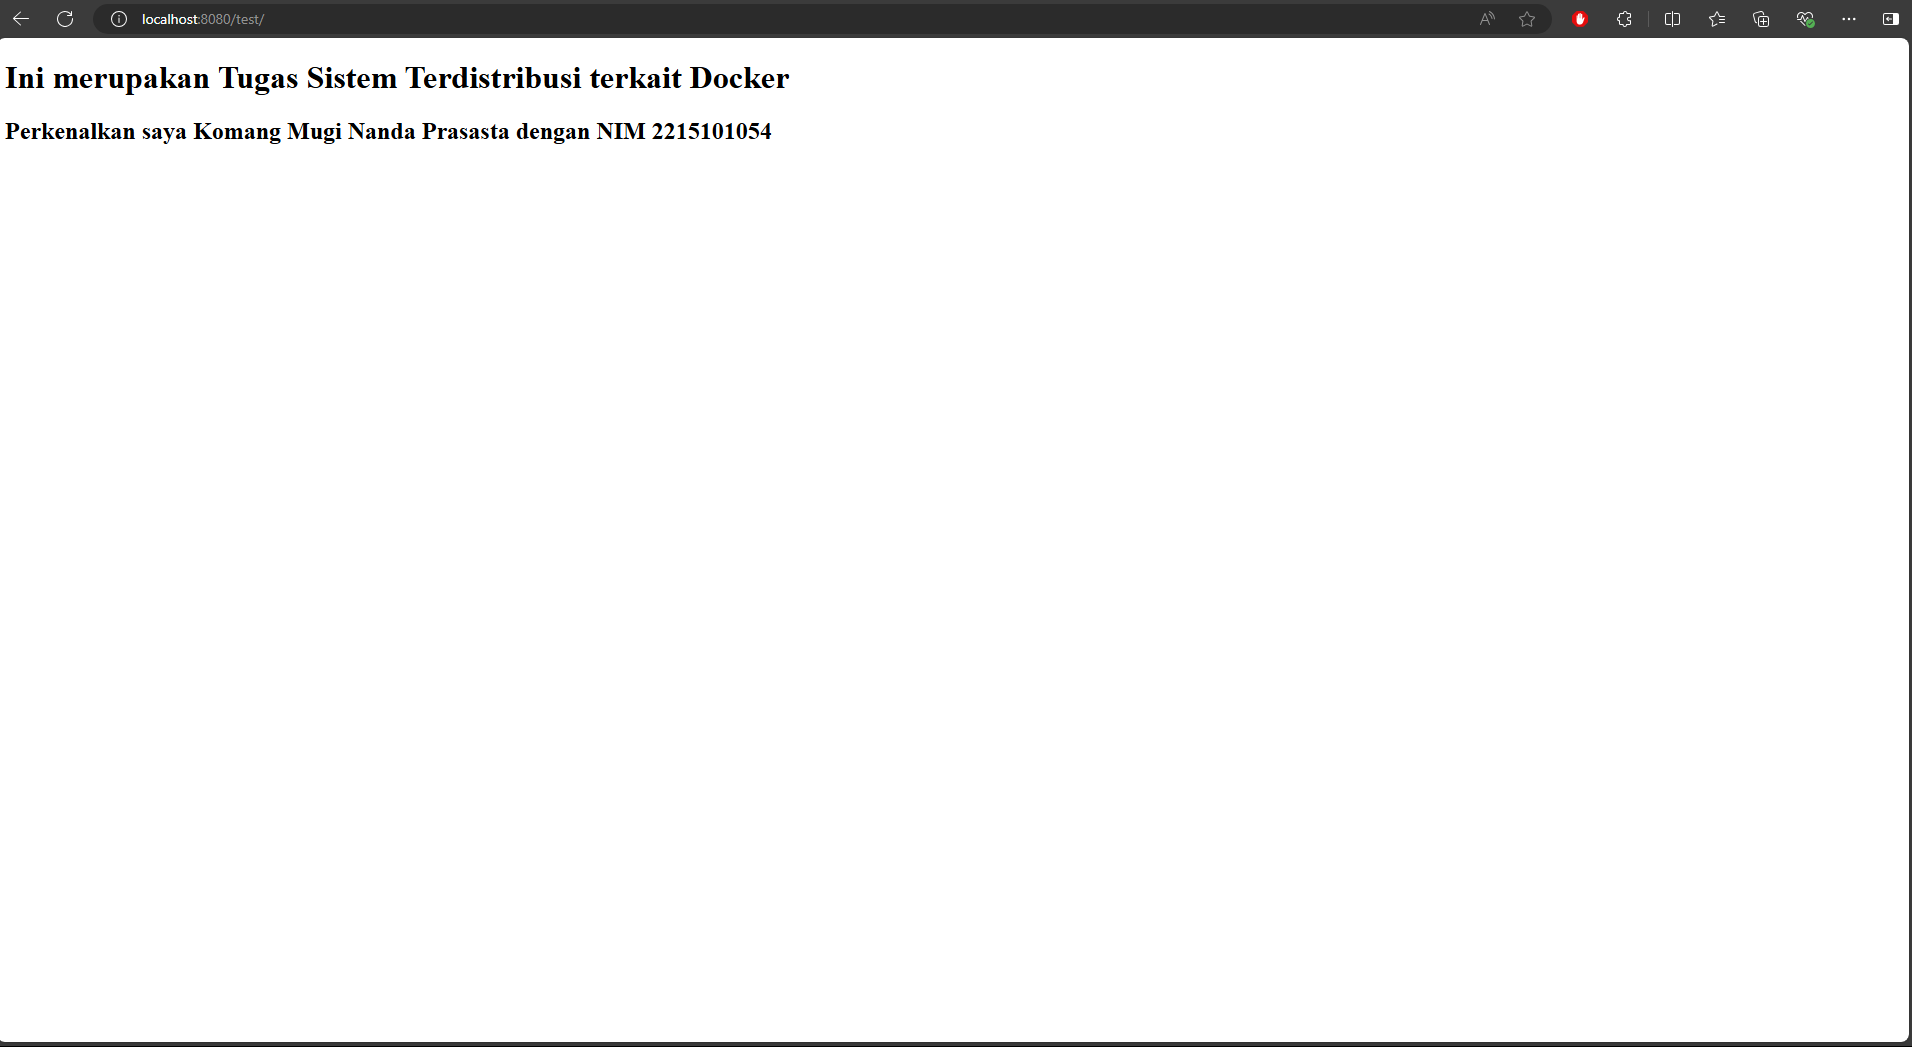 localhost:8080/test/
Ini merupakan Tugas Sistem Terdistribusi terkait Docker
Perkenalkan saya Komang Mugi Nanda Prasasta dengan NIM 2215101054